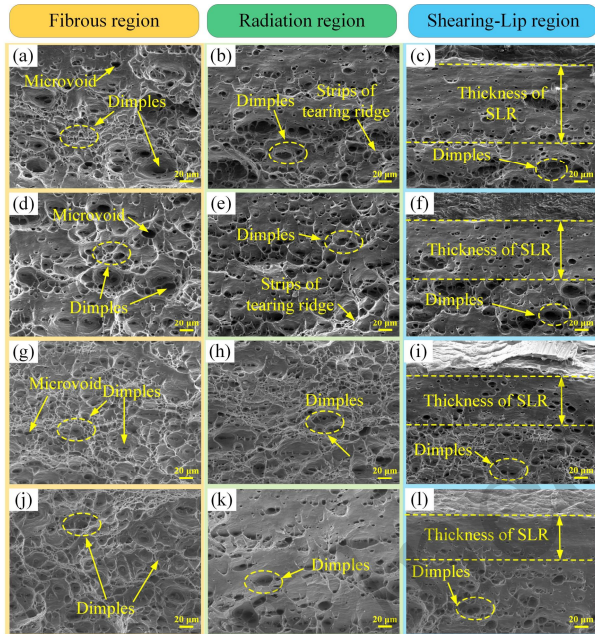 Fibrous region
Radiation region
Shearing-Lip region
(a)
Microvoid
Dimples
20 μm
(b)
Dimples
Strips of
tearing ridge
20 μm
(c)
Thickness of
SLR
Dimples
20 μm
(d)
Microvoid
Dimples
20 μm
(e)
Dimples
Strips of
tearing ridge
20 μm
(f)
Thickness of SLR
Dimples
20 μm
(g)
Microvoid
Dimples
20 μm
(h)
Dimples
20 μm
(i)
Thickness of SLR
Dimples
20 μm
(j)
Dimples
20 μm
(k)
Dimples
20 μm
(l)
Thickness of SLR
Dimples
20 μm